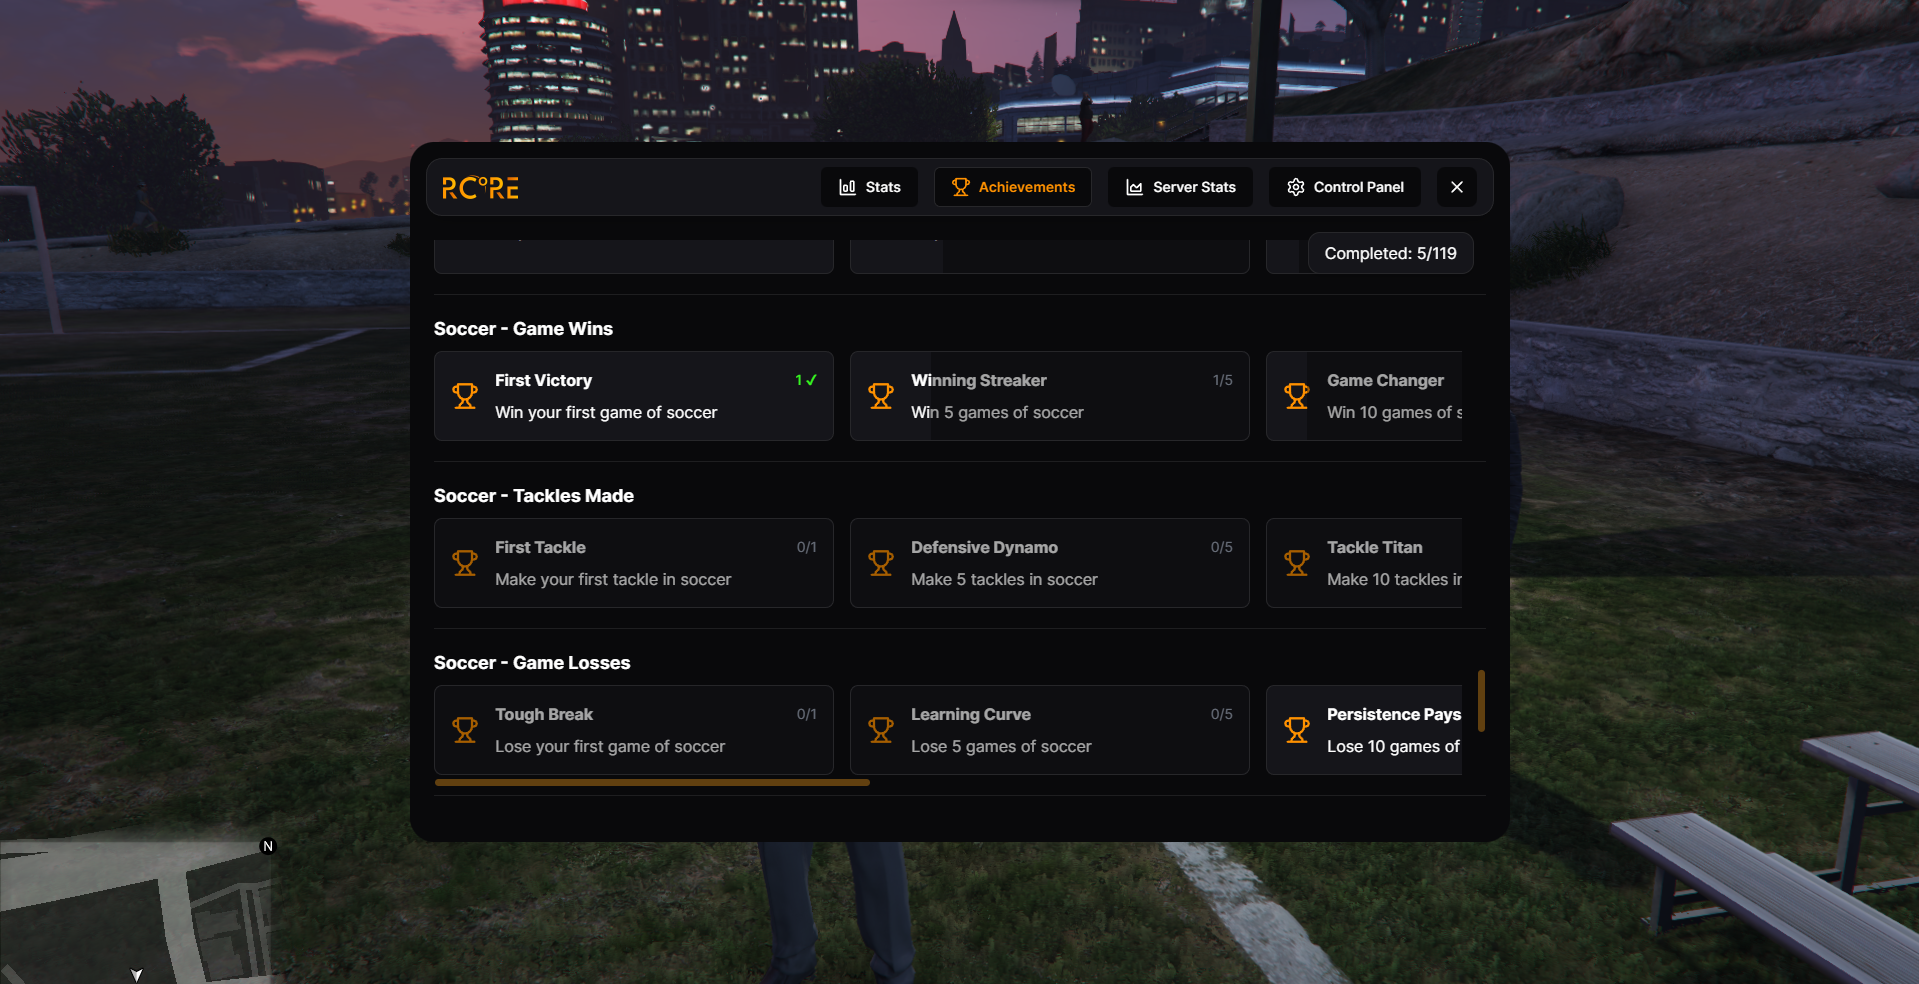 RCORE
Stats
Achievements
Server Stats
Control Panel
Completed: 5/119
Soccer - Game Wins
First Victory
1 ✓
Win your first game of soccer
Winning Streaker
1/5
Win 5 games of soccer
Game Changer
Win 10 games of s
Soccer - Tackles Made
First Tackle
0/1
Make your first tackle in soccer
Defensive Dynamo
0/5
Make 5 tackles in soccer
Tackle Titan
Make 10 tackles in
Soccer - Game Losses
Tough Break
0/1
Lose your first game of soccer
Learning Curve
0/5
Lose 5 games of soccer
Persistence Pays
Lose 10 games of
N